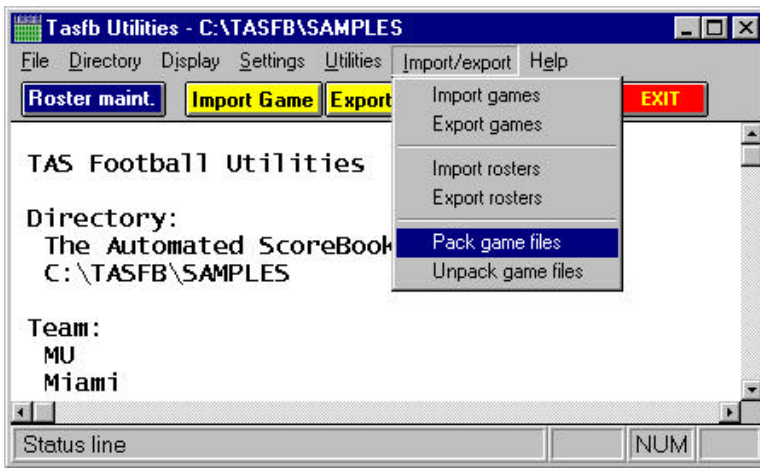 Tasfb Utilities - C:\TASFB\SAMPLES
File Directory Display Settings Utilities Import/export Help
Roster maint. Import Game Export EXIT
Import games
Export games
Import rosters
Export rosters
Pack game files
Unpack game files
TAS Football Utilities
Directory:
The Automated ScoreBook
C:\TASFB\SAMPLES
Team:
MU
Miami
Status line NUM